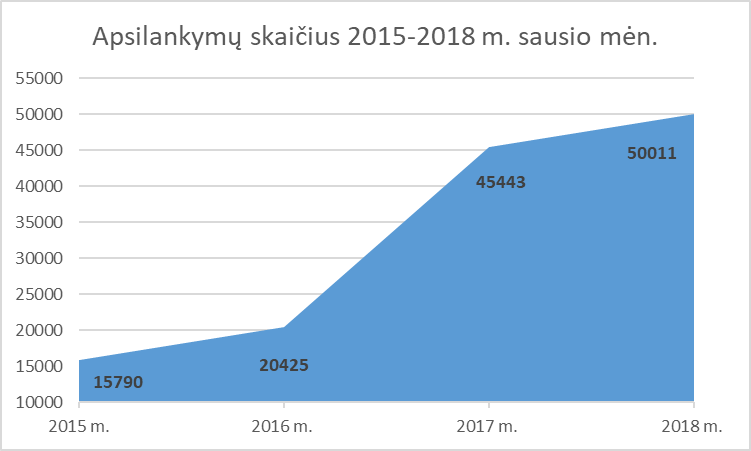 Apsilankymų skaičius 2015-2018 m. sausio mėn.
55000
50000
45000
40000
35000
30000
25000
20000
15000
10000
15790
20425
45443
50011
2015 m.
2016 m.
2017 m.
2018 m.